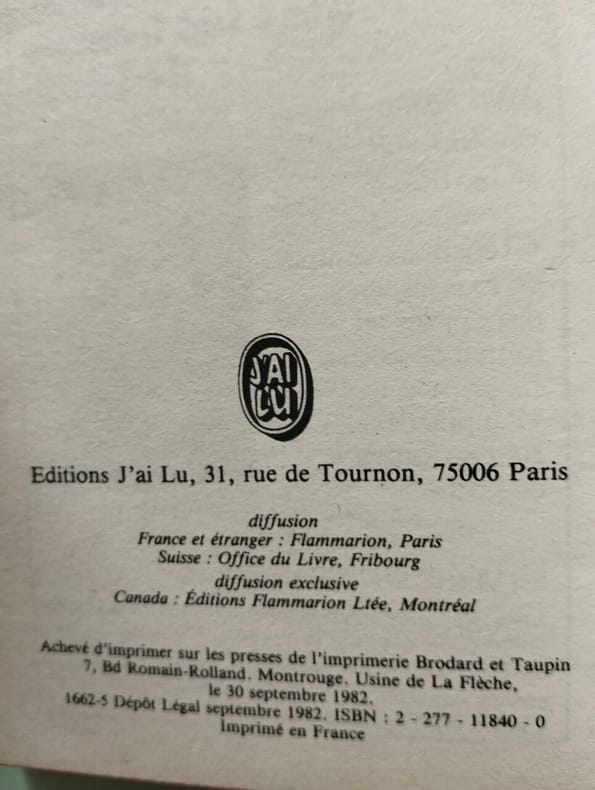 J'AI
LU
Editions J'ai Lu, 31, rue de Tournon, 75006 Paris
diffusion
France et étranger : Flammarion, Paris
Suisse : Office du Livre, Fribourg
diffusion exclusive
Canada : Éditions Flammarion Ltée, Montréal
Achevé d'imprimer sur les presses de l'imprimerie Brodard et Taupin
7, Bd Romain-Rolland. Montrouge. Usine de La Flèche,
le 30 septembre 1982.
1662-5 Dépôt Légal septembre 1982. ISBN : 2 - 277 - 11840 - 0
Imprimé en France